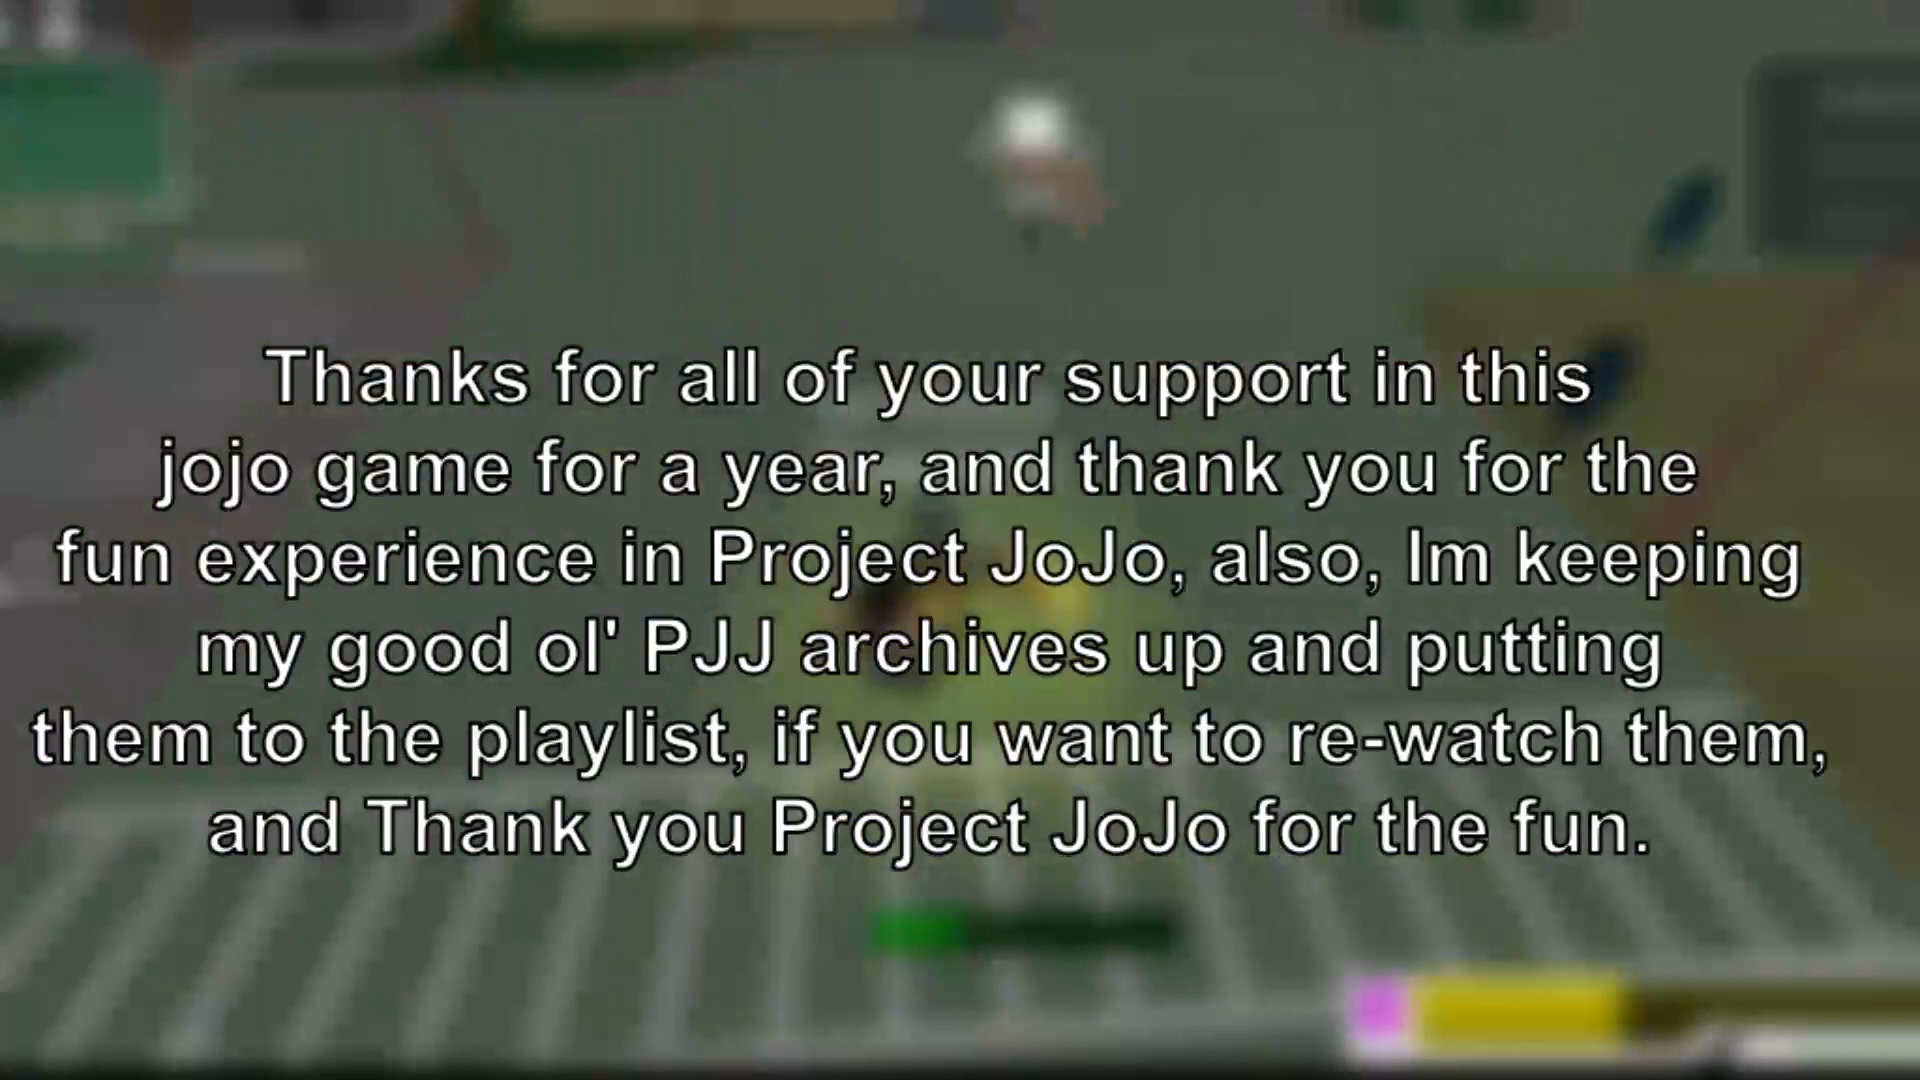 Thanks for all of your support in this
jojo game for a year, and thank you for the
fun experience in Project JoJo, also, Im keeping
my good ol' PJJ archives up and putting
them to the playlist, if you want to re-watch them,
and Thank you Project JoJo for the fun.